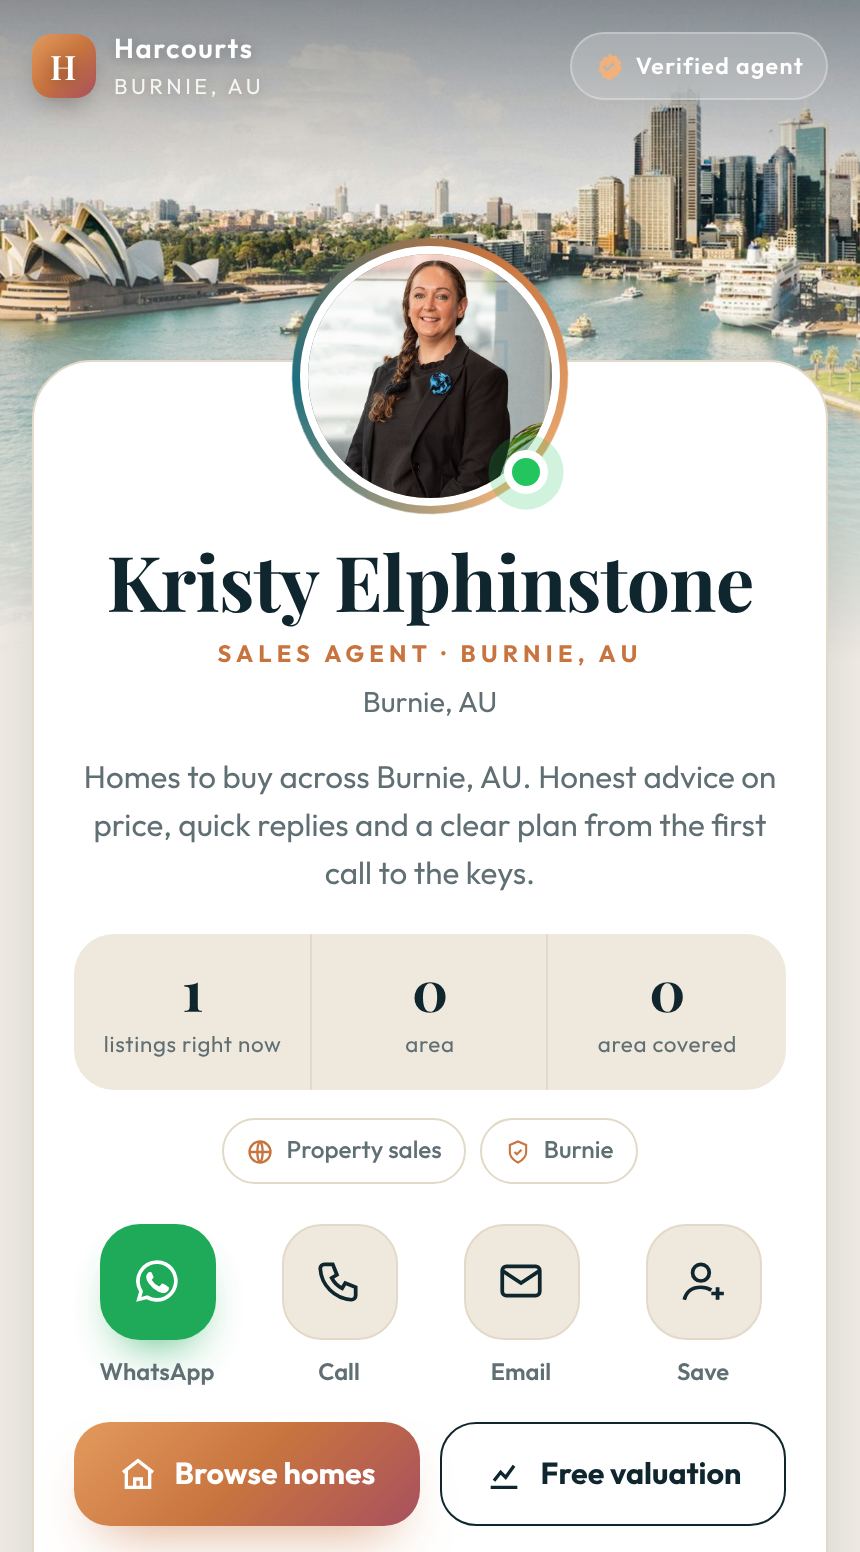 H
Harcourts
BURNIE, AU
Verified agent
Kristy Elphinstone
SALES AGENT · BURNIE, AU
Burnie, AU
Homes to buy across Burnie, AU. Honest advice on
price, quick replies and a clear plan from the first
call to the keys.
1
listings right now
0
area
0
area covered
Property sales
Burnie
WhatsApp
Call
Email
Save
Browse homes
Free valuation